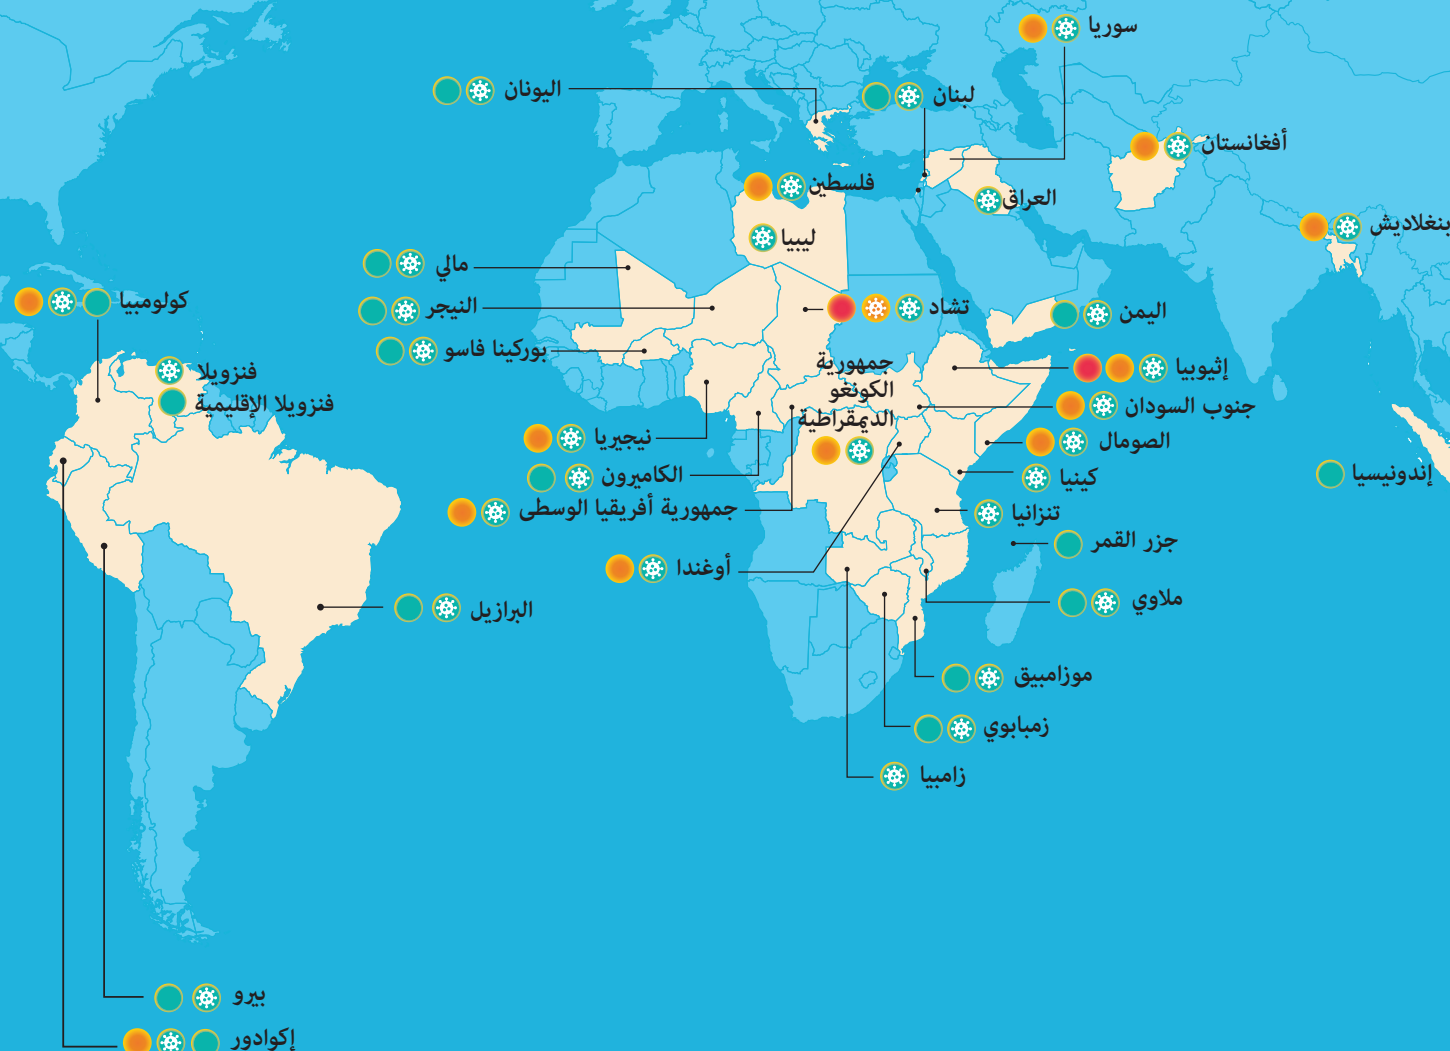 سوريا
اليونان
لبنان
أفغانستان
فلسطين
العراق
بنغلاديش
ليبيا
مالي
كولومبيا
النيجر
تشاد
اليمن
بوركينا فاسو
جمهورية
الكونغو
الديمقراطية
إثيوبيا
فنزويلا
فنزويلا الإقليمية
جنوب السودان
نيجيريا
الصومال
الكاميرون
كينيا
إندونيسيا
جمهورية أفريقيا الوسطى
تنزانيا
جزر القمر
أوغندا
ملاوي
البرازيل
موزامبيق
زمبابوي
زامبيا
بيرو
إكوادور